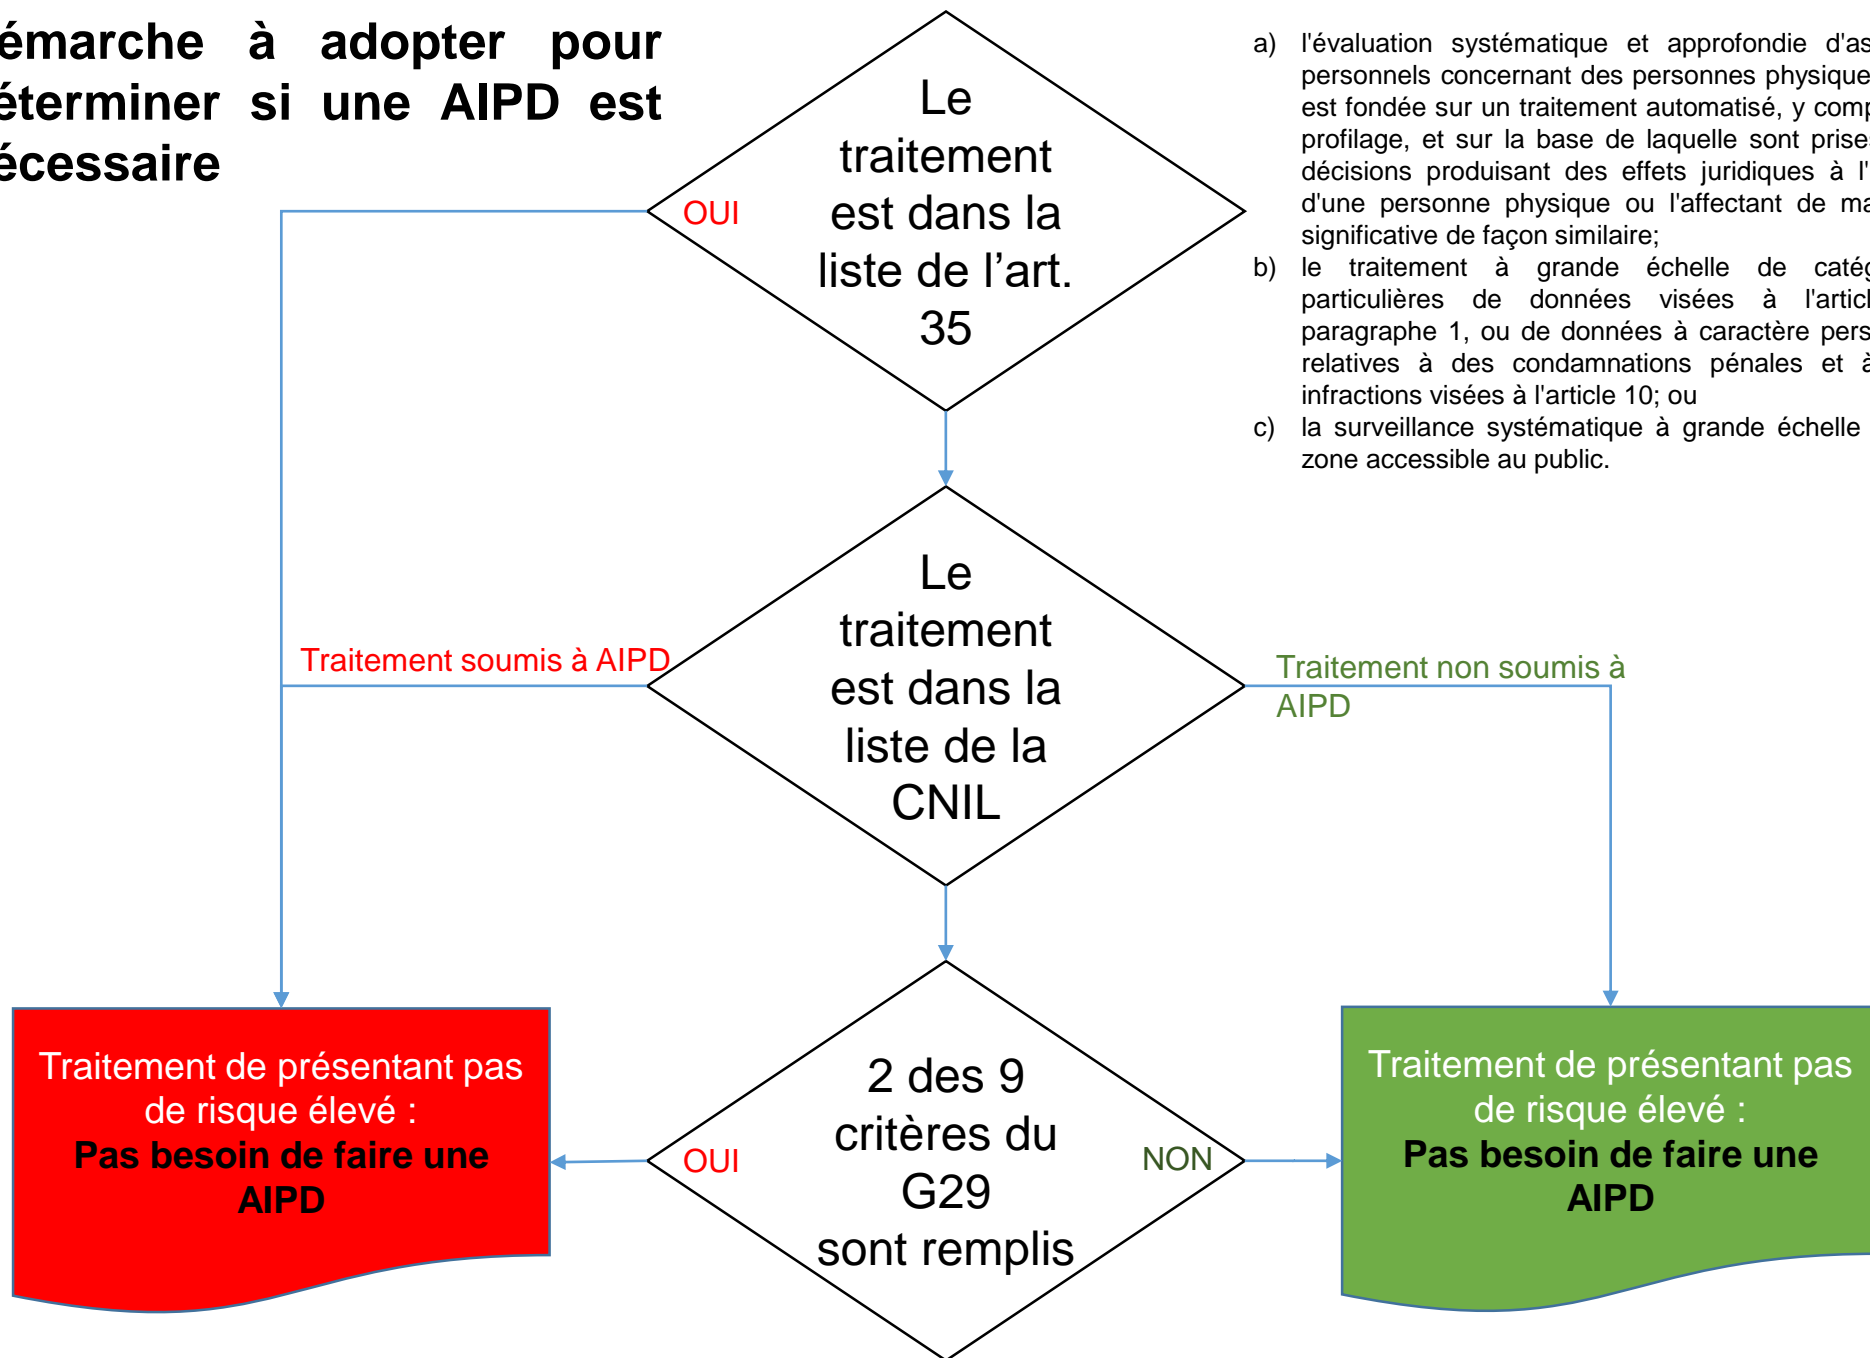 émarche à adopter pour
éterminer si une AIPD est
écessaire
Le
traitement
est dans la
liste de l’art.
35
OUI
a) l'évaluation systématique et approfondie d'as
personnels concernant des personnes physique
est fondée sur un traitement automatisé, y comp
profilage, et sur la base de laquelle sont prise
décisions produisant des effets juridiques à l'
d'une personne physique ou l'affectant de ma
significative de façon similaire;
b) le traitement à grande échelle de catég
particulières de données visées à l'articl
paragraphe 1, ou de données à caractère pers
relatives à des condamnations pénales et à
infractions visées à l'article 10; ou
c) la surveillance systématique à grande échelle
zone accessible au public.
Le
traitement
est dans la
liste de la
CNIL
Traitement soumis à AIPD
Traitement non soumis à
AIPD
Traitement de présentant pas
de risque élevé :
Pas besoin de faire une
AIPD
2 des 9
critères du
G29
sont remplis
OUI
NON
Traitement de présentant pas
de risque élevé :
Pas besoin de faire une
AIPD